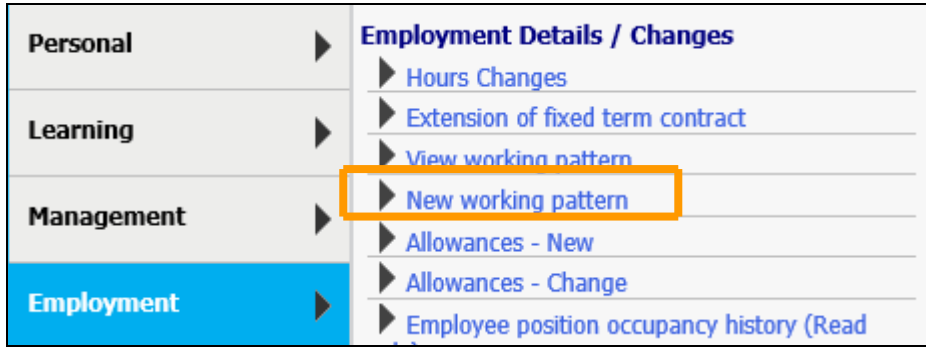 Personal
Learning
Management
Employment
Employment Details / Changes
Hours Changes
Extension of fixed term contract
View working pattern
New working pattern
Allowances - New
Allowances - Change
Employee position occupancy history (Read